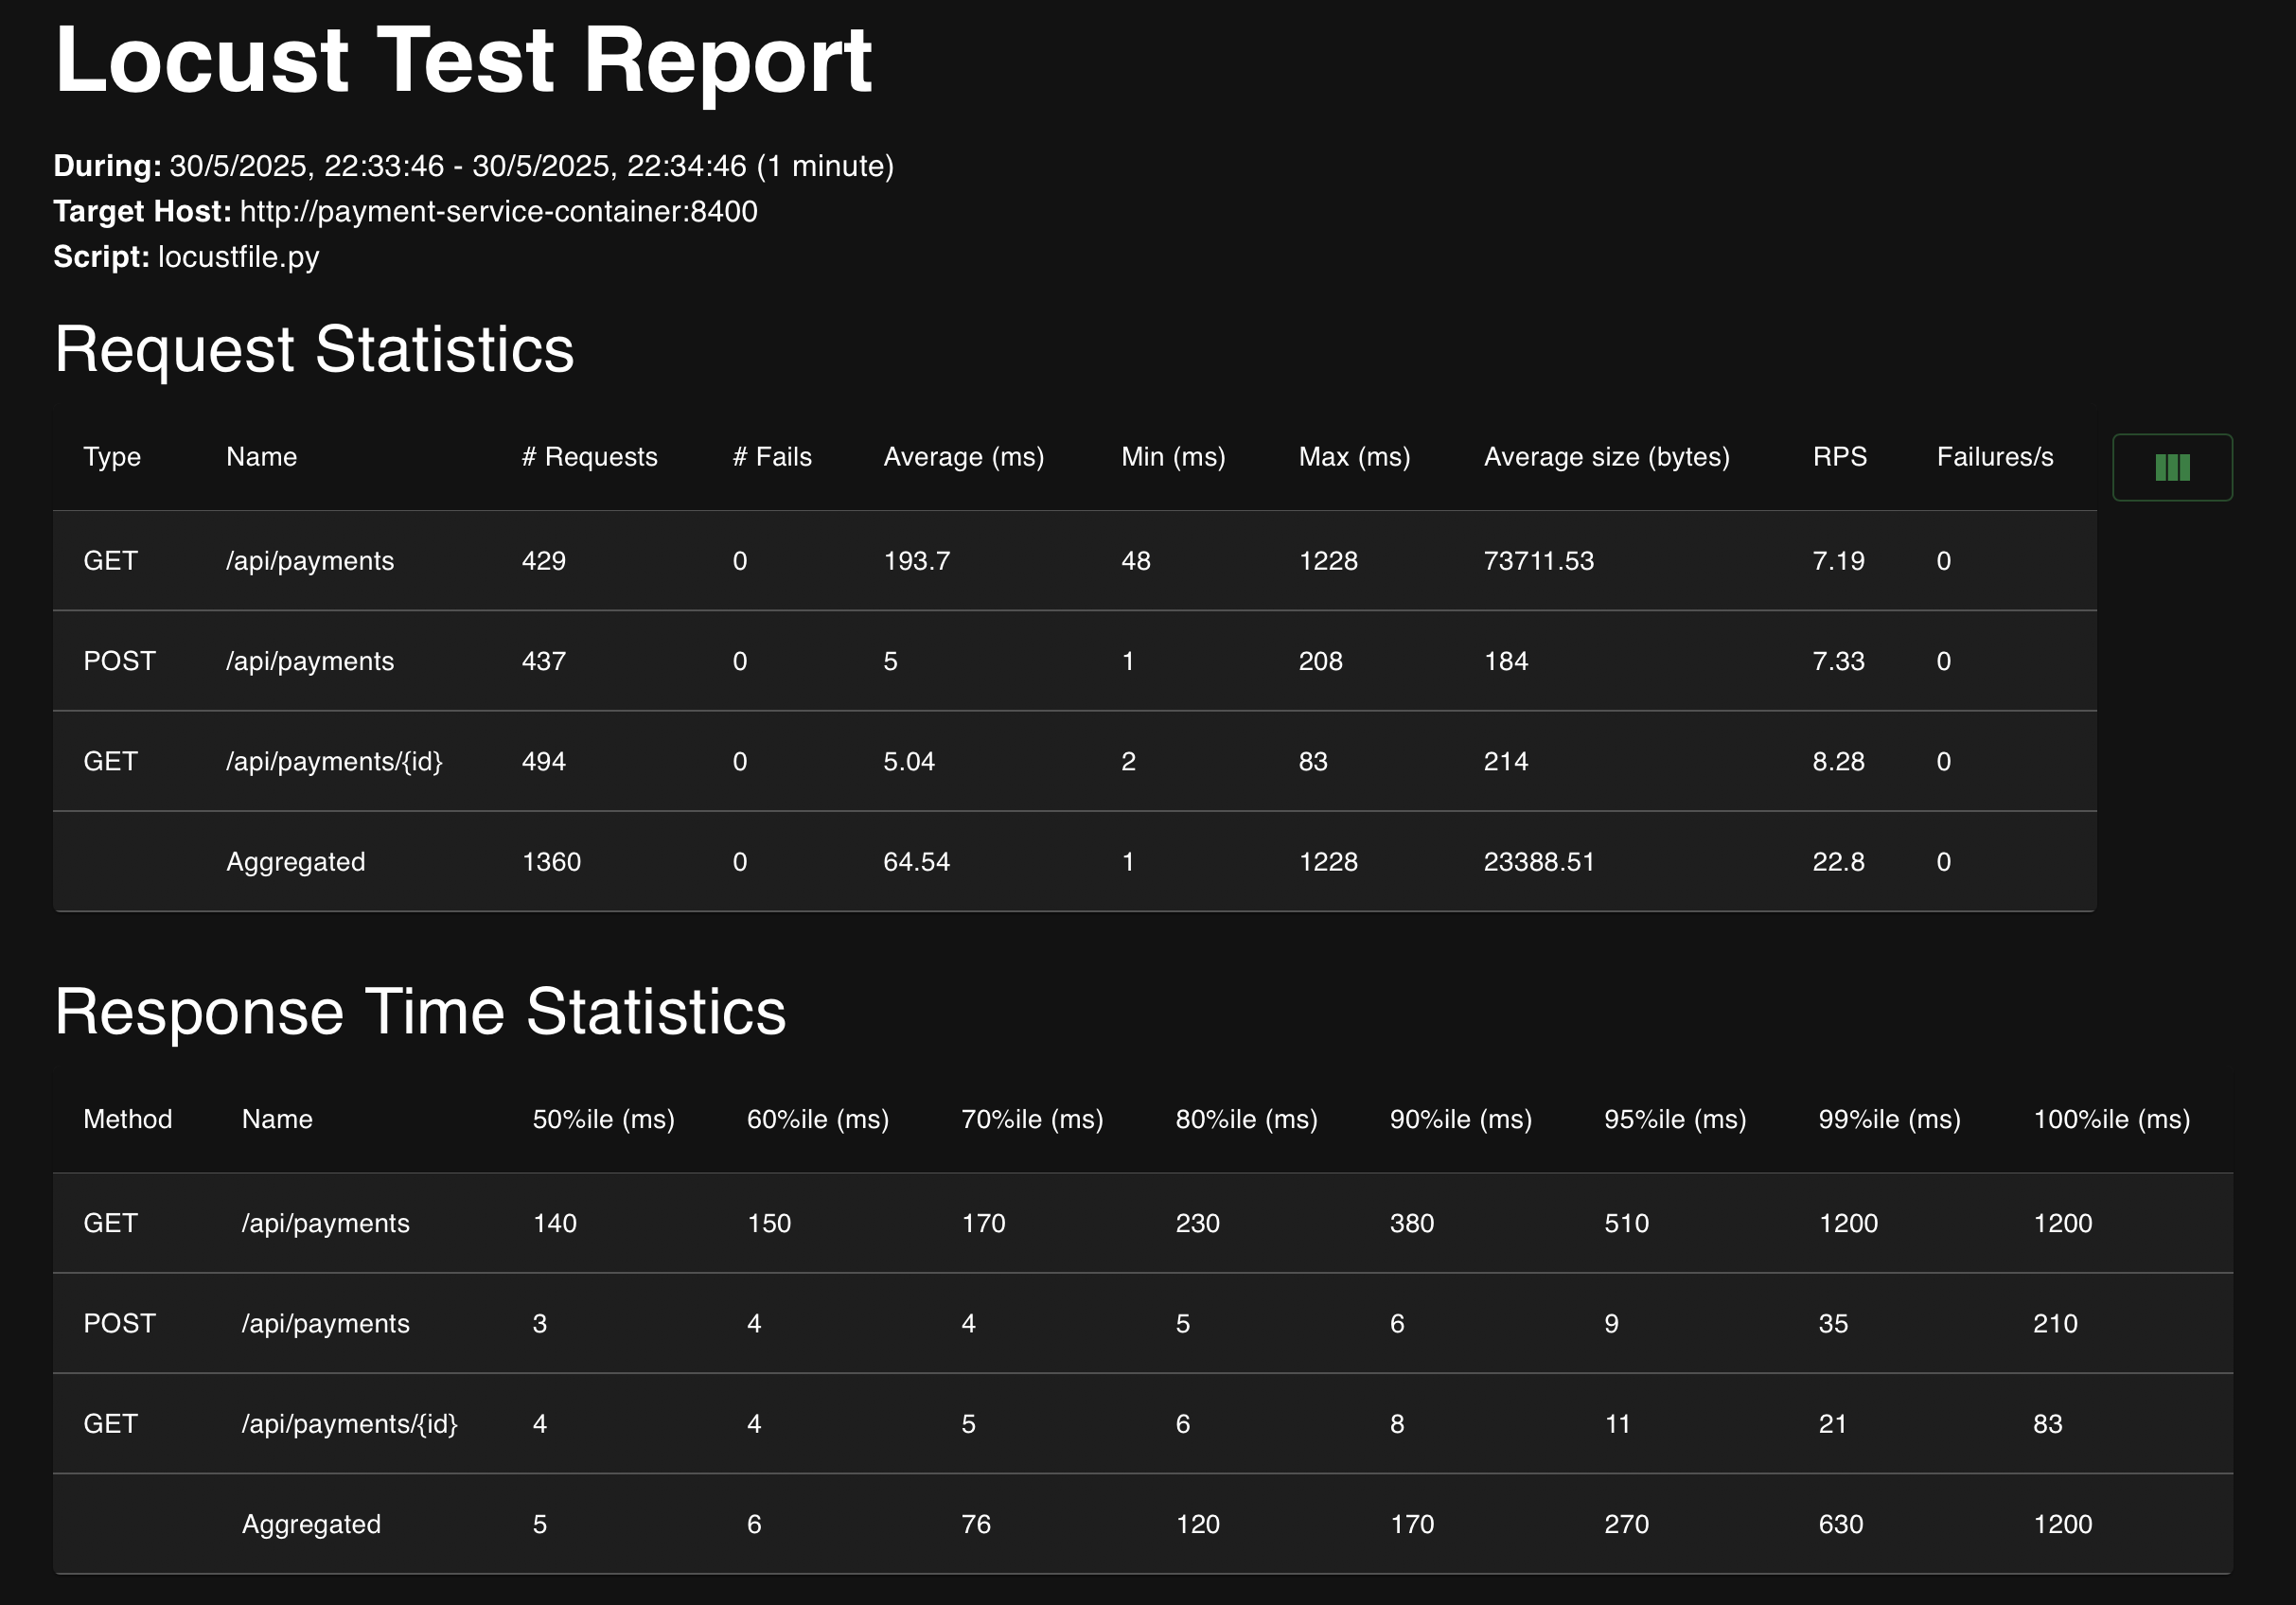 Locust Test Report
During: 30/5/2025, 22:33:46 - 30/5/2025, 22:34:46 (1 minute)
Target Host: http://payment-service-container:8400
Script: locustfile.py
Request Statistics
Type Name # Requests # Fails Average (ms) Min (ms) Max (ms) Average size (bytes) RPS Failures/s
GET /api/payments 429 0 193.7 48 1228 73711.53 7.19 0
POST /api/payments 437 0 5 1 208 184 7.33 0
GET /api/payments/{id} 494 0 5.04 2 83 214 8.28 0
Aggregated 1360 0 64.54 1 1228 23388.51 22.8 0
Response Time Statistics
Method Name 50%ile (ms) 60%ile (ms) 70%ile (ms) 80%ile (ms) 90%ile (ms) 95%ile (ms) 99%ile (ms) 100%ile (ms)
GET /api/payments 140 150 170 230 380 510 1200 1200
POST /api/payments 3 4 4 5 6 9 35 210
GET /api/payments/{id} 4 4 5 6 8 11 21 83
Aggregated 5 6 76 120 170 270 630 1200